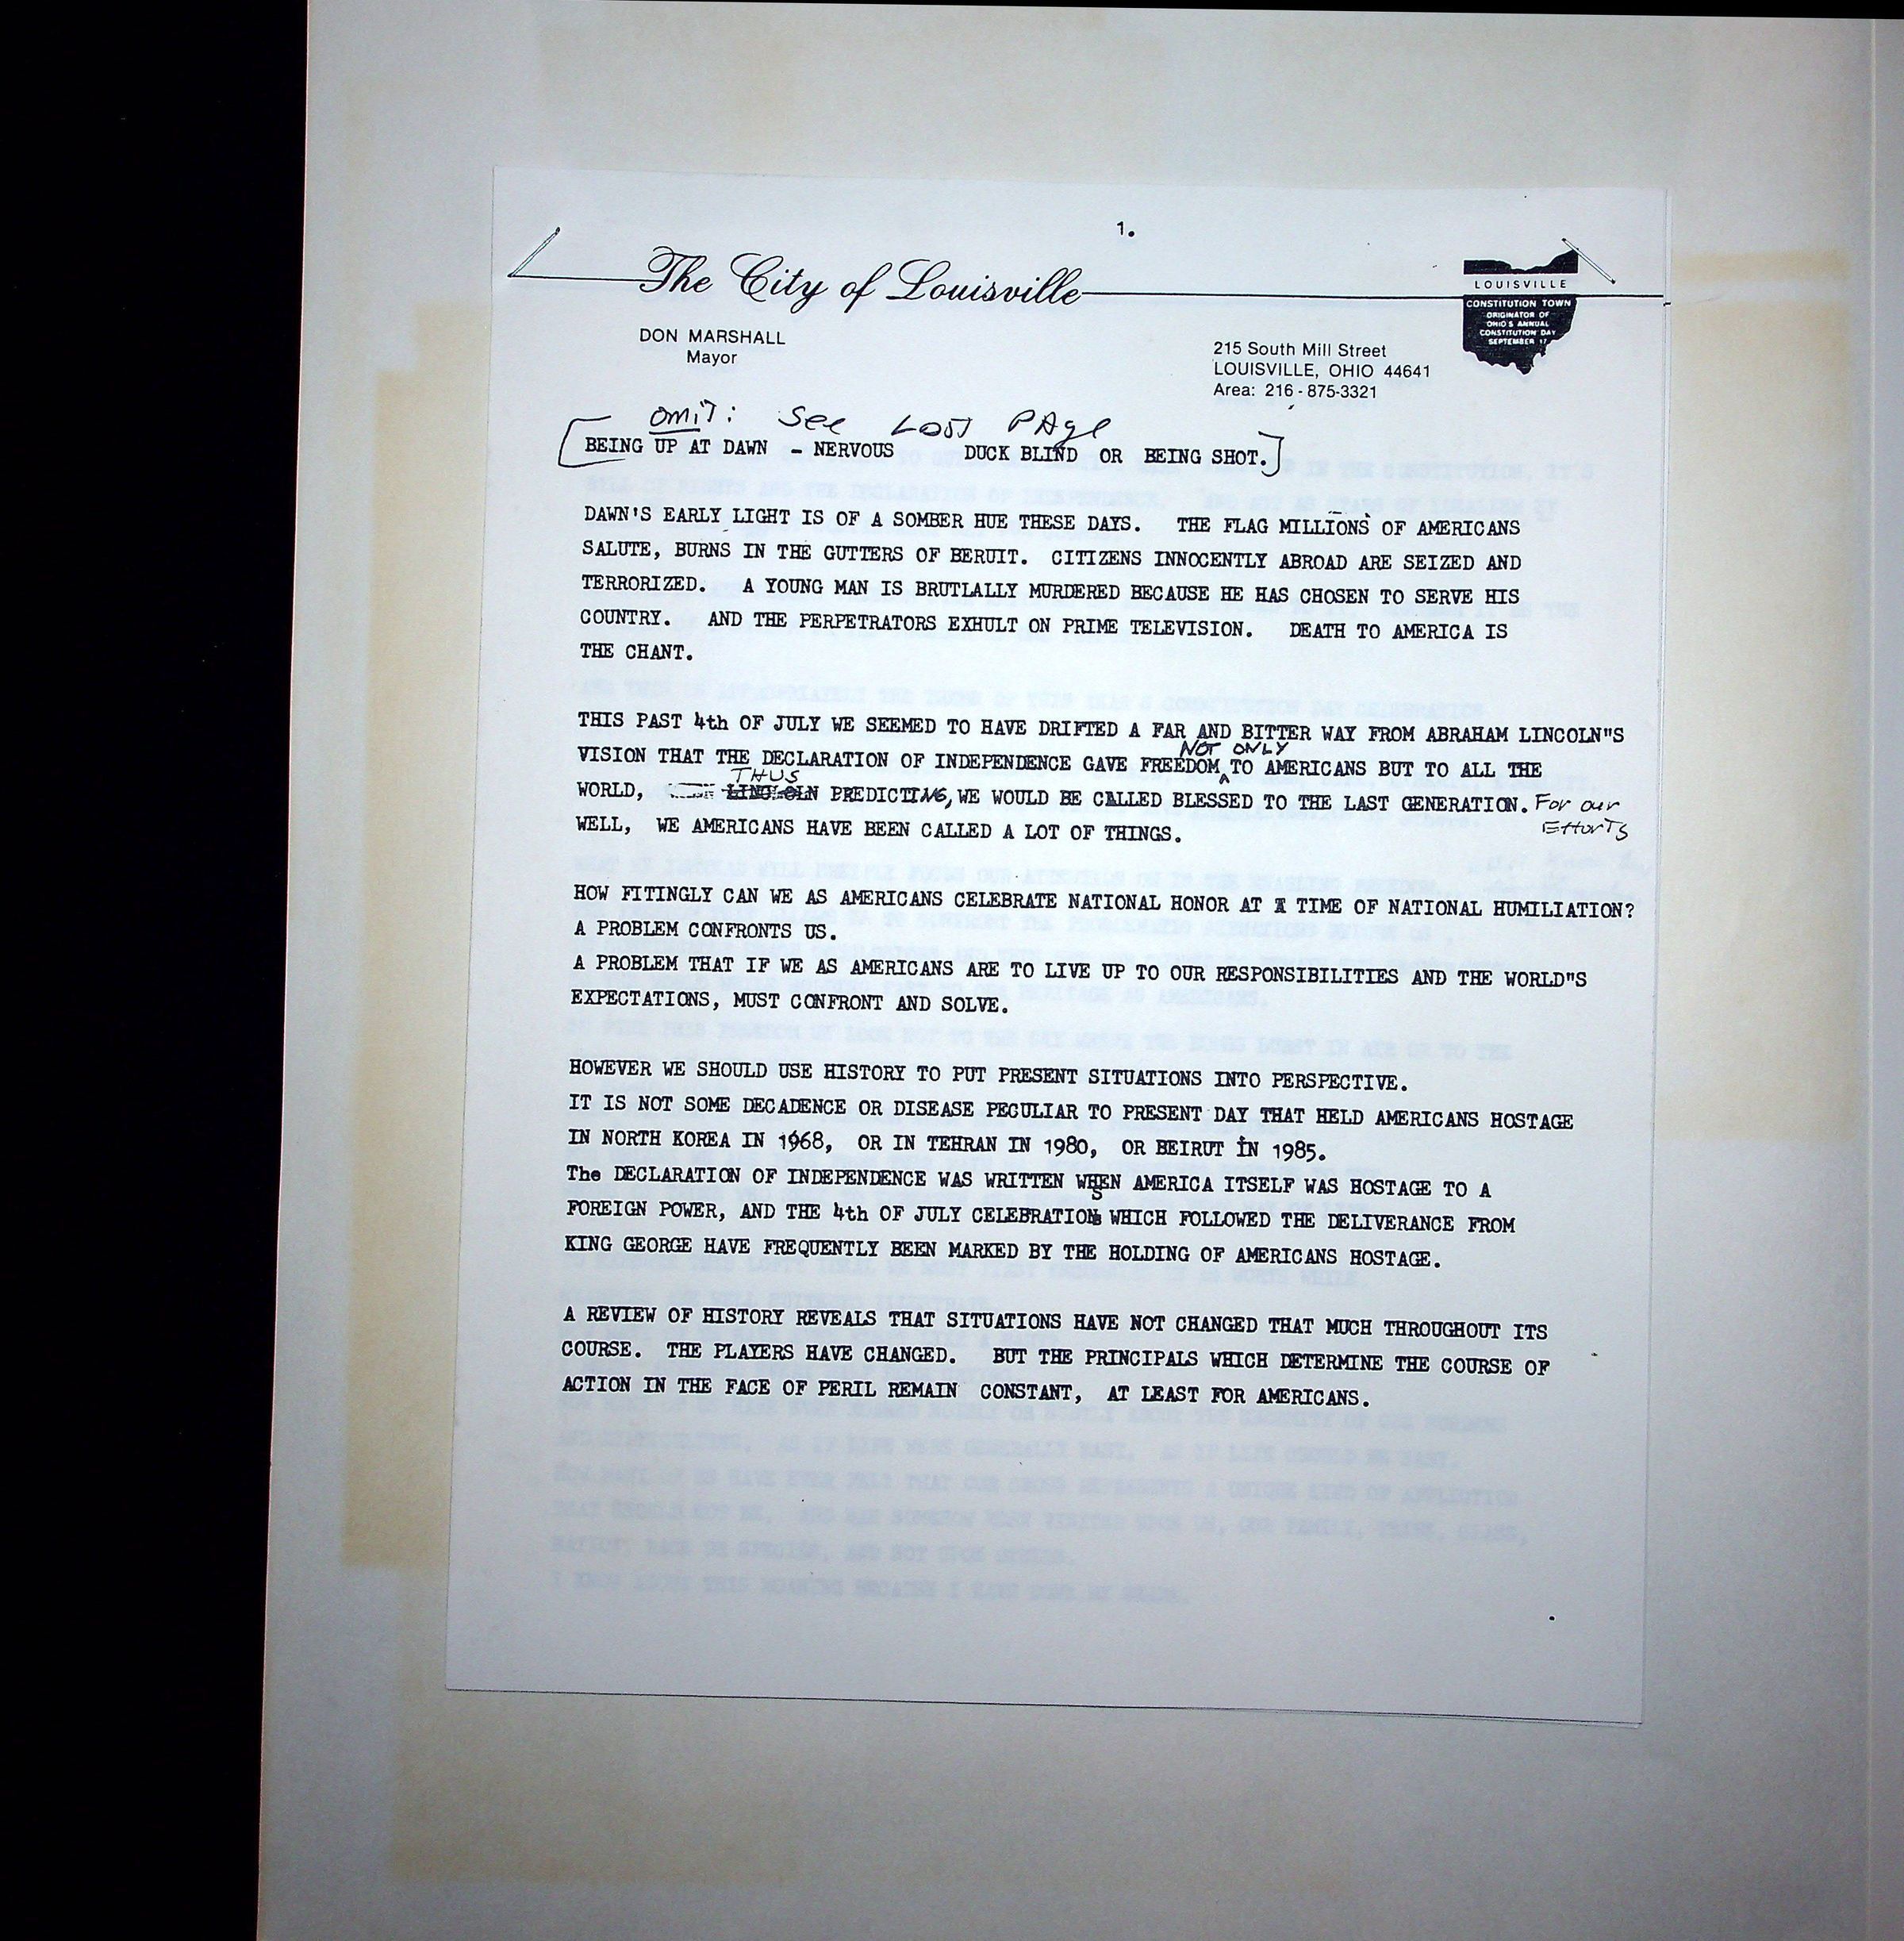 1.
The City of Louisville
LOUISVILLE
CONSTITUTION TOWN
ORIGINATOR OF
OHIO'S ANNUAL
CONSTITUTION DAY
SEPTEMBER 17
DON MARSHALL
Mayor
215 South Mill Street
LOUISVILLE, OHIO 44641
Area: 216 - 875-3321
omit: See Last PAge
[BEING UP AT DAWN - NERVOUS DUCK BLIND OR BEING SHOT.]
DAWN'S EARLY LIGHT IS OF A SOMBER HUE THESE DAYS. THE FLAG MILLIONS OF AMERICANS
SALUTE, BURNS IN THE GUTTERS OF BERUIT. CITIZENS INNOCENTLY ABROAD ARE SEIZED AND
TERRORIZED. A YOUNG MAN IS BRUTLALLY MURDERED BECAUSE HE HAS CHOSEN TO SERVE HIS
COUNTRY. AND THE PERPETRATORS EXHULT ON PRIME TELEVISION. DEATH TO AMERICA IS
THE CHANT.
THIS PAST 4th OF JULY WE SEEMED TO HAVE DRIFTED A FAR AND BITTER WAY FROM ABRAHAM LINCOLN"S
NOT ONLY
VISION THAT THE DECLARATION OF INDEPENDENCE GAVE FREEDOM TO AMERICANS BUT TO ALL THE
THUS
WORLD, LINCOLN PREDICTING, WE WOULD BE CALLED BLESSED TO THE LAST GENERATION. For our
Efforts
WELL, WE AMERICANS HAVE BEEN CALLED A LOT OF THINGS.
HOW FITINGLY CAN WE AS AMERICANS CELEBRATE NATIONAL HONOR AT A TIME OF NATIONAL HUMILIATION?
A PROBLEM CONFRONTS US.
A PROBLEM THAT IF WE AS AMERICANS ARE TO LIVE UP TO OUR RESPONSIBILITIES AND THE WORLD"S
EXPECTATIONS, MUST CONFRONT AND SOLVE.
HOWEVER WE SHOULD USE HISTORY TO PUT PRESENT SITUATIONS INTO PERSPECTIVE.
IT IS NOT SOME DECADENCE OR DISEASE PECULIAR TO PRESENT DAY THAT HELD AMERICANS HOSTAGE
IN NORTH KOREA IN 1968, OR IN TEHRAN IN 1980, OR BEIRUT IN 1985.
The DECLARATION OF INDEPENDENCE WAS WRITTEN WHEN AMERICA ITSELF WAS HOSTAGE TO A
FOREIGN POWER, AND THE 4th OF JULY CELEBRATIONS WHICH FOLLOWED THE DELIVERANCE FROM
KING GEORGE HAVE FREQUENTLY BEEN MARKED BY THE HOLDING OF AMERICANS HOSTAGE.
A REVIEW OF HISTORY REVEALS THAT SITUATIONS HAVE NOT CHANGED THAT MUCH THROUGHOUT ITS
COURSE. THE PLAYERS HAVE CHANGED. BUT THE PRINCIPALS WHICH DETERMINE THE COURSE OF
ACTION IN THE FACE OF PERIL REMAIN CONSTANT, AT LEAST FOR AMERICANS.